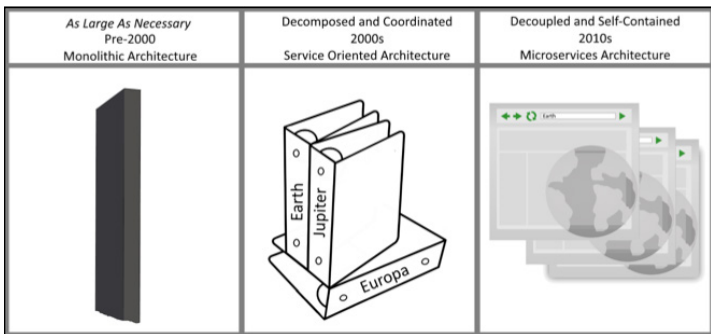 As Large As Necessary
Pre-2000
Monolithic Architecture
Decomposed and Coordinated
2000s
Service Oriented Architecture
Decoupled and Self-Contained
2010s
Microservices Architecture
Earth
Jupiter
Europa
Earth